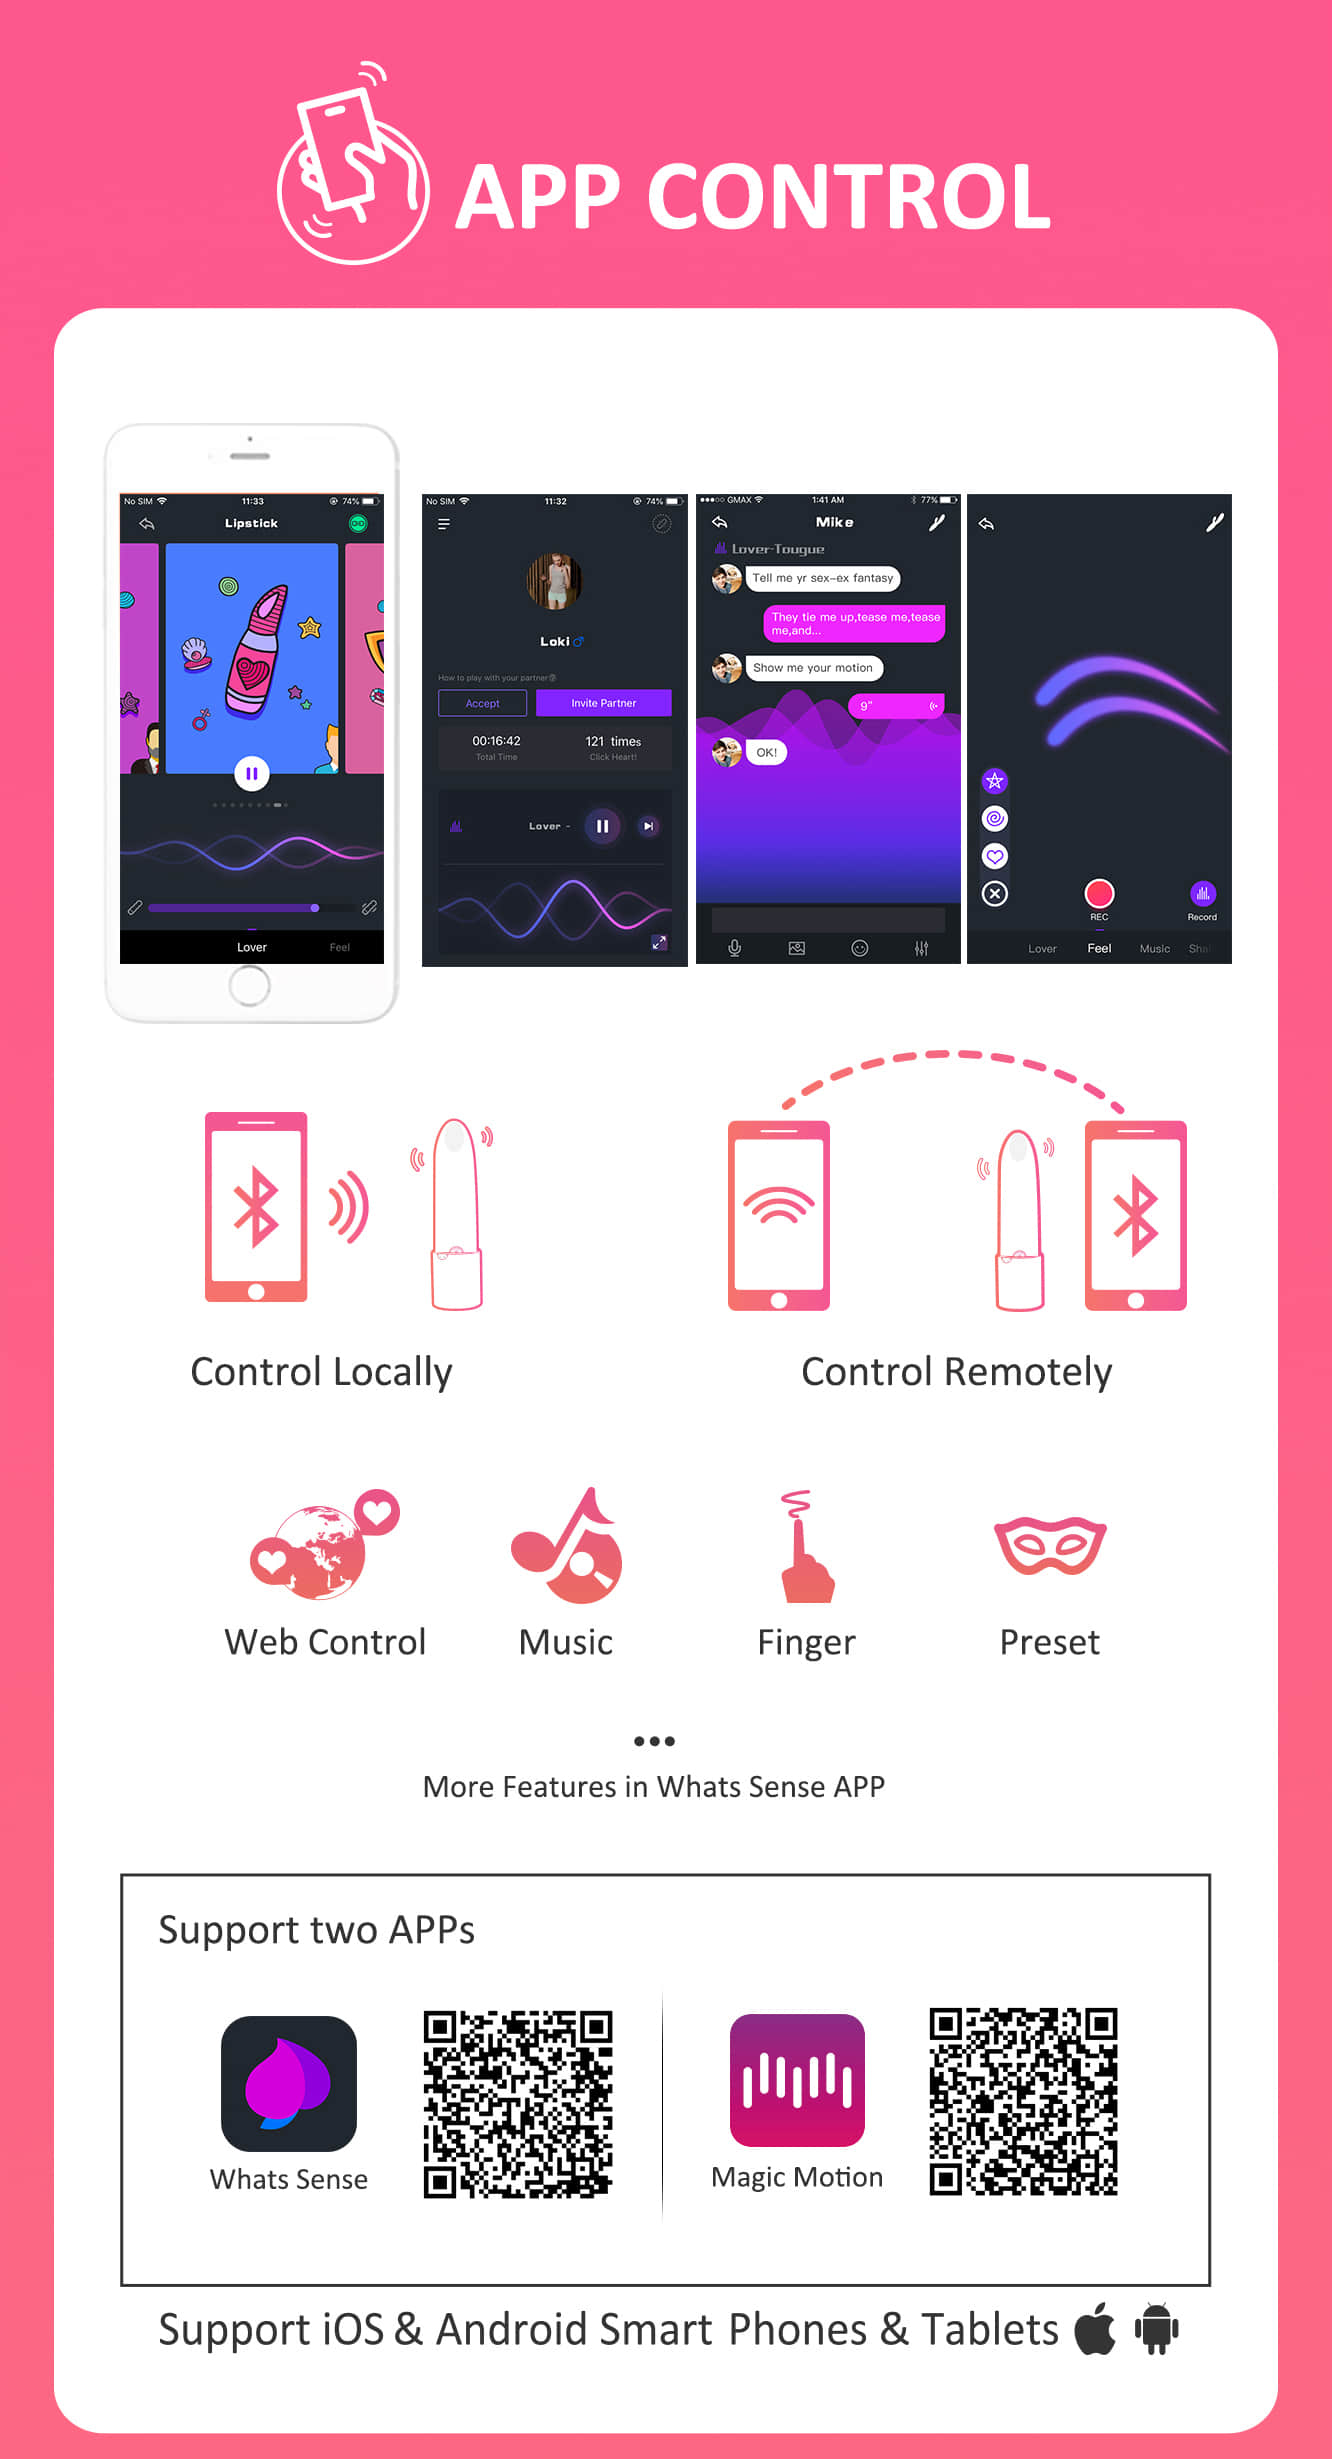 APP CONTROL
No SIM 11:33 74%
Lipstick
Lover Feel
No SIM 11:32 74%
Loki
How to play with your partner
Accept Invite Partner
00:16:42 121 times
Total Time Click Heart!
Lover -
GMAX 1:41 AM 77%
Mike
Lover-Tougue
Tell me yr sex-ex fantasy
They tie me up,tease me,tease
me,and...
Show me your motion
9"
OK!
REC Record
Lover Feel Music Sha
Control Locally Control Remotely
Web Control Music Finger Preset
•••
More Features in Whats Sense APP
Support two APPs
Whats Sense Magic Motion
Support iOS & Android Smart Phones & Tablets